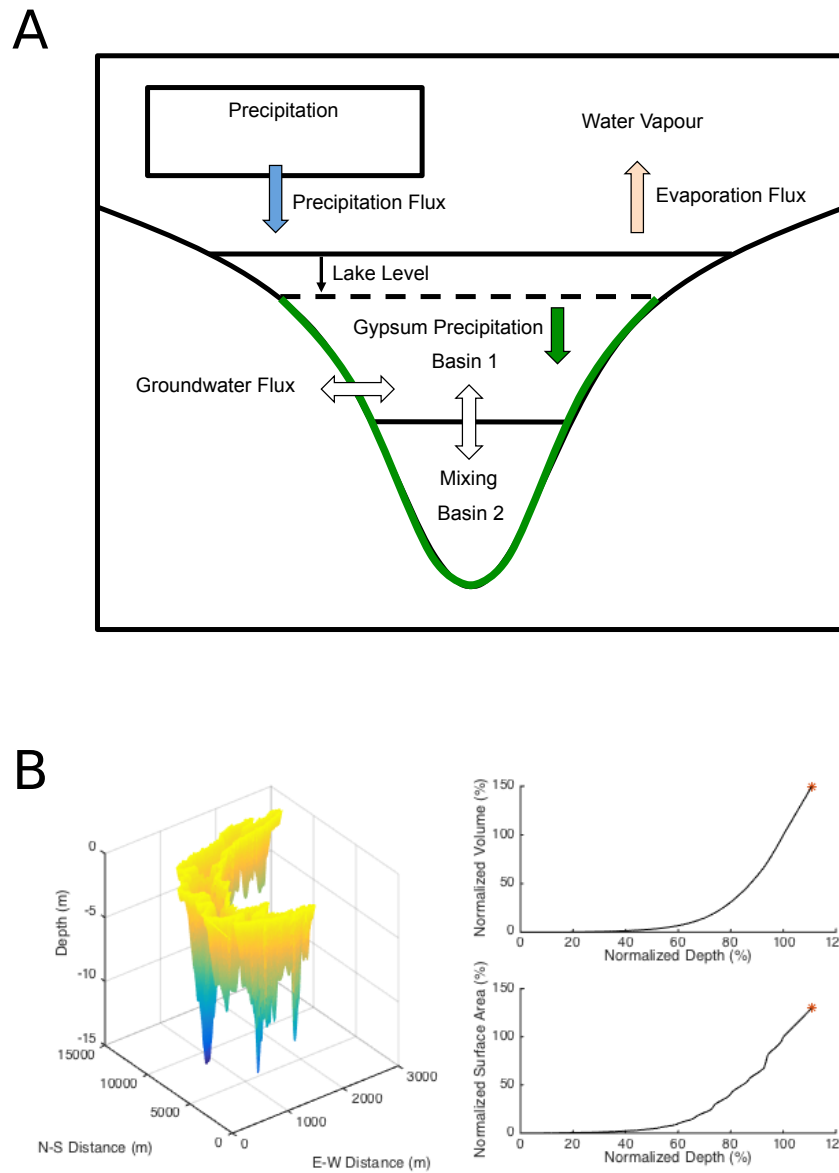 A
Precipitation
Water Vapour
Precipitation Flux
Evaporation Flux
Lake Level
Gypsum Precipitation
Basin 1
Groundwater Flux
Mixing
Basin 2
B
0
-5
-10
-15
Depth (m)
15000
10000
5000
0
N-S Distance (m)
0
1000
2000
3000
E-W Distance (m)
150
100
50
0
Normalized Volume (%)
0 20 40 60 80 100 120
Normalized Depth (%)
150
100
50
0
Normalized Surface Area (%)
0 20 40 60 80 100 120
Normalized Depth (%)